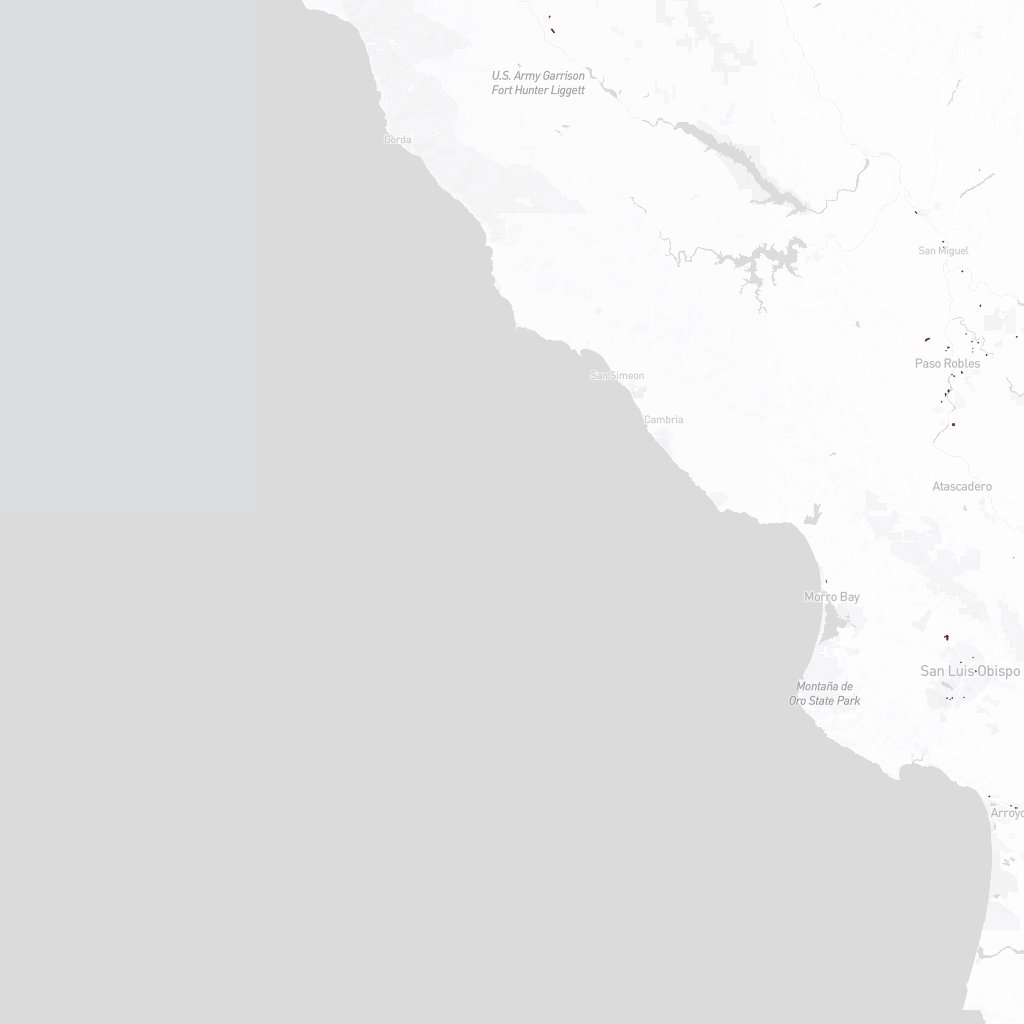 U.S. Army Garrison
Fort Hunter Liggett
Gorda
San Miguel
Paso Robles
San Simeon
Cambria
Atascadero
Morro Bay
San Luis Obispo
Montaña de
Oro State Park
Arroyo